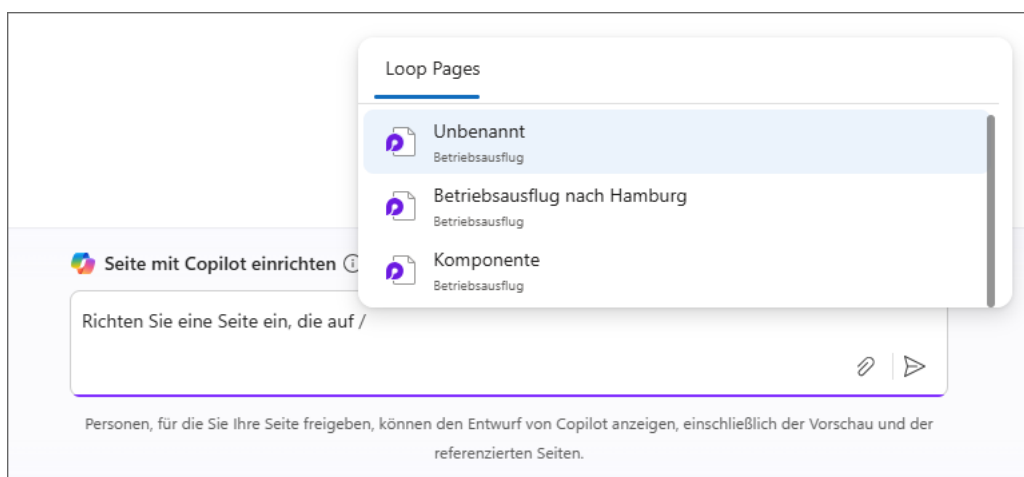 Loop Pages
Unbenannt
Betriebsausflug
Betriebsausflug nach Hamburg
Betriebsausflug
Komponente
Betriebsausflug
Seite mit Copilot einrichten
Richten Sie eine Seite ein, die auf /
Personen, für die Sie Ihre Seite freigeben, können den Entwurf von Copilot anzeigen, einschließlich der Vorschau und der
referenzierten Seiten.